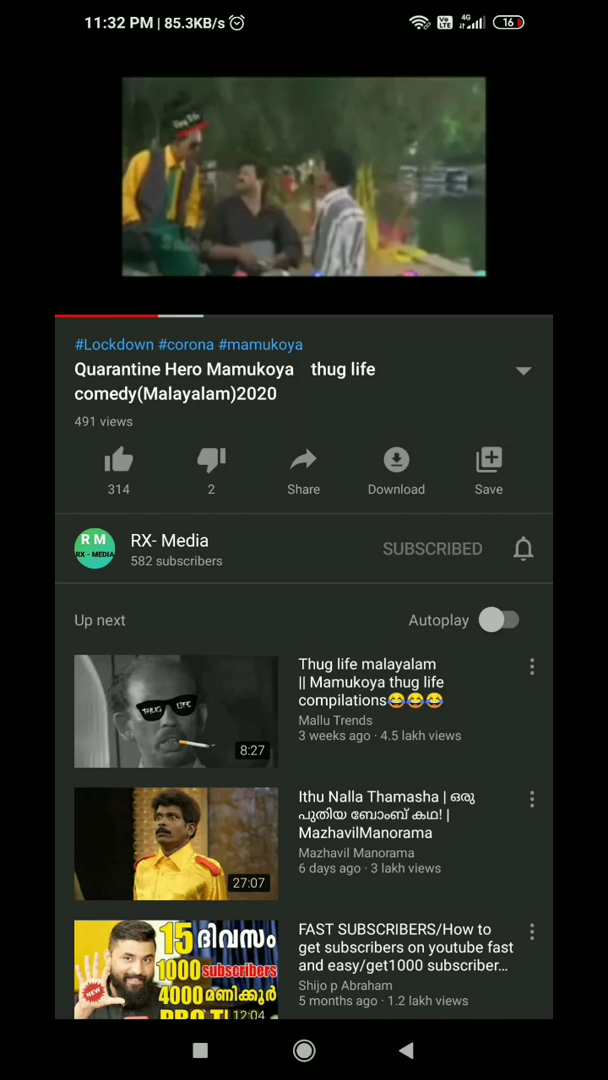 11:32 PM | 85.3KB/s
Vo
LTE
4G
16
Thug Life
#Lockdown #corona #mamukoya
Quarantine Hero Mamukoya thug life
comedy(Malayalam)2020
491 views
314
2
Share
Download
Save
R M
RX - MEDIA
RX- Media
582 subscribers
SUBSCRIBED
Up next
Autoplay
THUG LIFE
8:27
Thug life malayalam
|| Mamukoya thug life
compilations😂😂😂
Mallu Trends
3 weeks ago · 4.5 lakh views
27:07
Ithu Nalla Thamasha | ഒരു
പുതിയ ബോംബ് കഥ! |
MazhavilManorama
Mazhavil Manorama
6 days ago · 3 lakh views
15 ദിവസം
1000 subscribers
4000 മണിക്കൂർ
NEW
12:04
FAST SUBSCRIBERS/How to
get subscribers on youtube fast
and easy/get1000 subscriber...
Shijo p Abraham
5 months ago · 1.2 lakh views